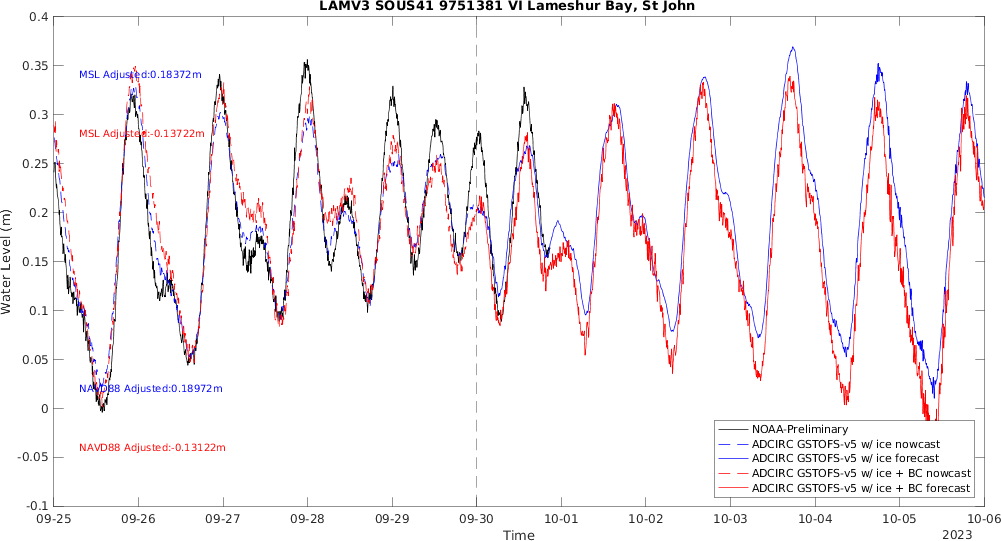 LAMV3 SOUS41 9751381 VI Lameshur Bay, St John
0.4
0.35
0.3
0.25
0.2
0.15
0.1
0.05
0
-0.05
-0.1
Water Level (m)
MSL Adjusted:0.18372m
MSL Adjusted:-0.13722m
NAVD88 Adjusted:0.18972m
NAVD88 Adjusted:-0.13122m
NOAA-Preliminary
ADCIRC GSTOFS-v5 w/ ice nowcast
ADCIRC GSTOFS-v5 w/ ice forecast
ADCIRC GSTOFS-v5 w/ ice + BC nowcast
ADCIRC GSTOFS-v5 w/ ice + BC forecast
09-25 09-26 09-27 09-28 09-29 09-30 10-01 10-02 10-03 10-04 10-05 10-06
Time
2023